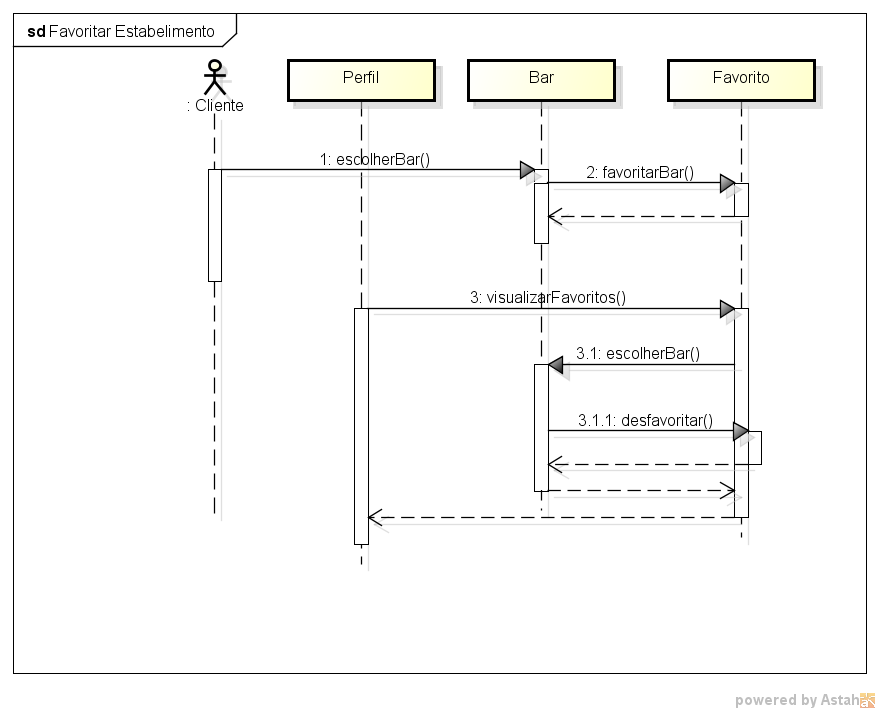 sd Favoritar Estabelimento
: Cliente
Perfil
Bar
Favorito
1: escolherBar()
2: favoritarBar()
3: visualizarFavoritos()
3.1: escolherBar()
3.1.1: desfavoritar()
powered by Astah